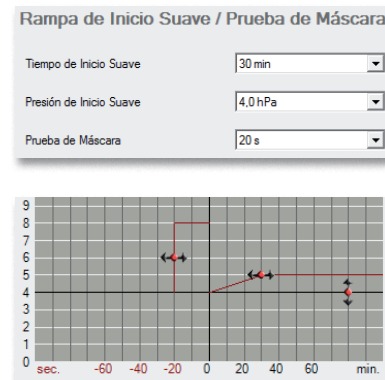 Rampa de Inicio Suave / Prueba de Máscara
Tiempo de Inicio Suave 30 min
Presión de Inicio Suave 4,0 hPa
Prueba de Máscara 20 s
9
8
7
6
5
4
3
2
1
0
sec. -60 -40 -20 0 20 40 60 min.